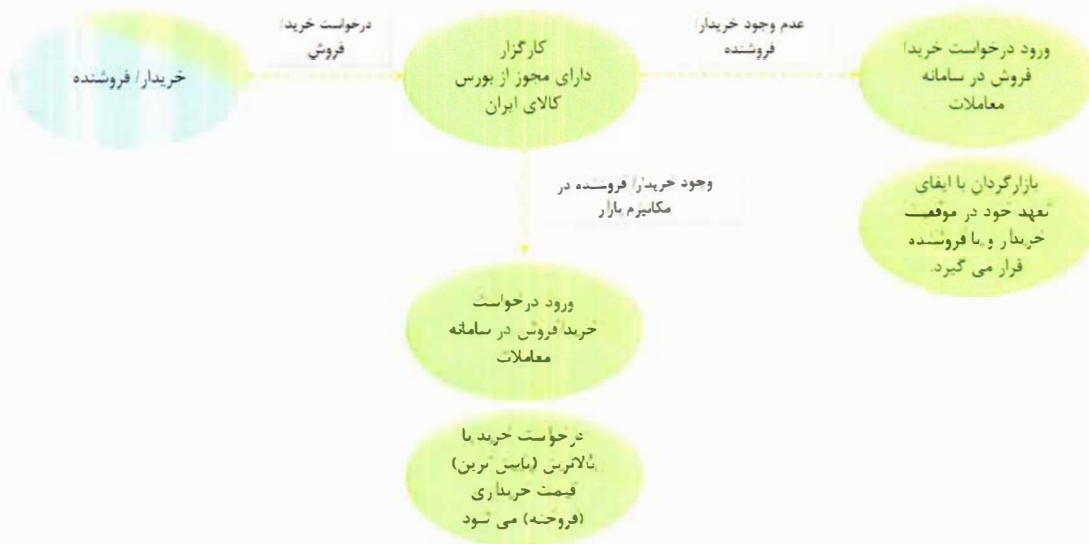 خریدار/ فروشنده
درخواست خرید/
فروش
کارگزار
دارای مجوز از بورس
کالای ایران
عدم وجود خریدار/
فروشنده
ورود درخواست خرید/
فروش در سامانه
معاملات
وجود خریدار/ فروشنده در
مکانیزم بازار
بازارگردان با ایفای
تعهد خود در موقعیت
خریدار و یا فروشنده
قرار می گیرد.
ورود درخواست
خرید/فروش در سامانه
معاملات
درخواست خرید با
بالاترین (پایین ترین)
قیمت خریداری
(فروخته) می شود